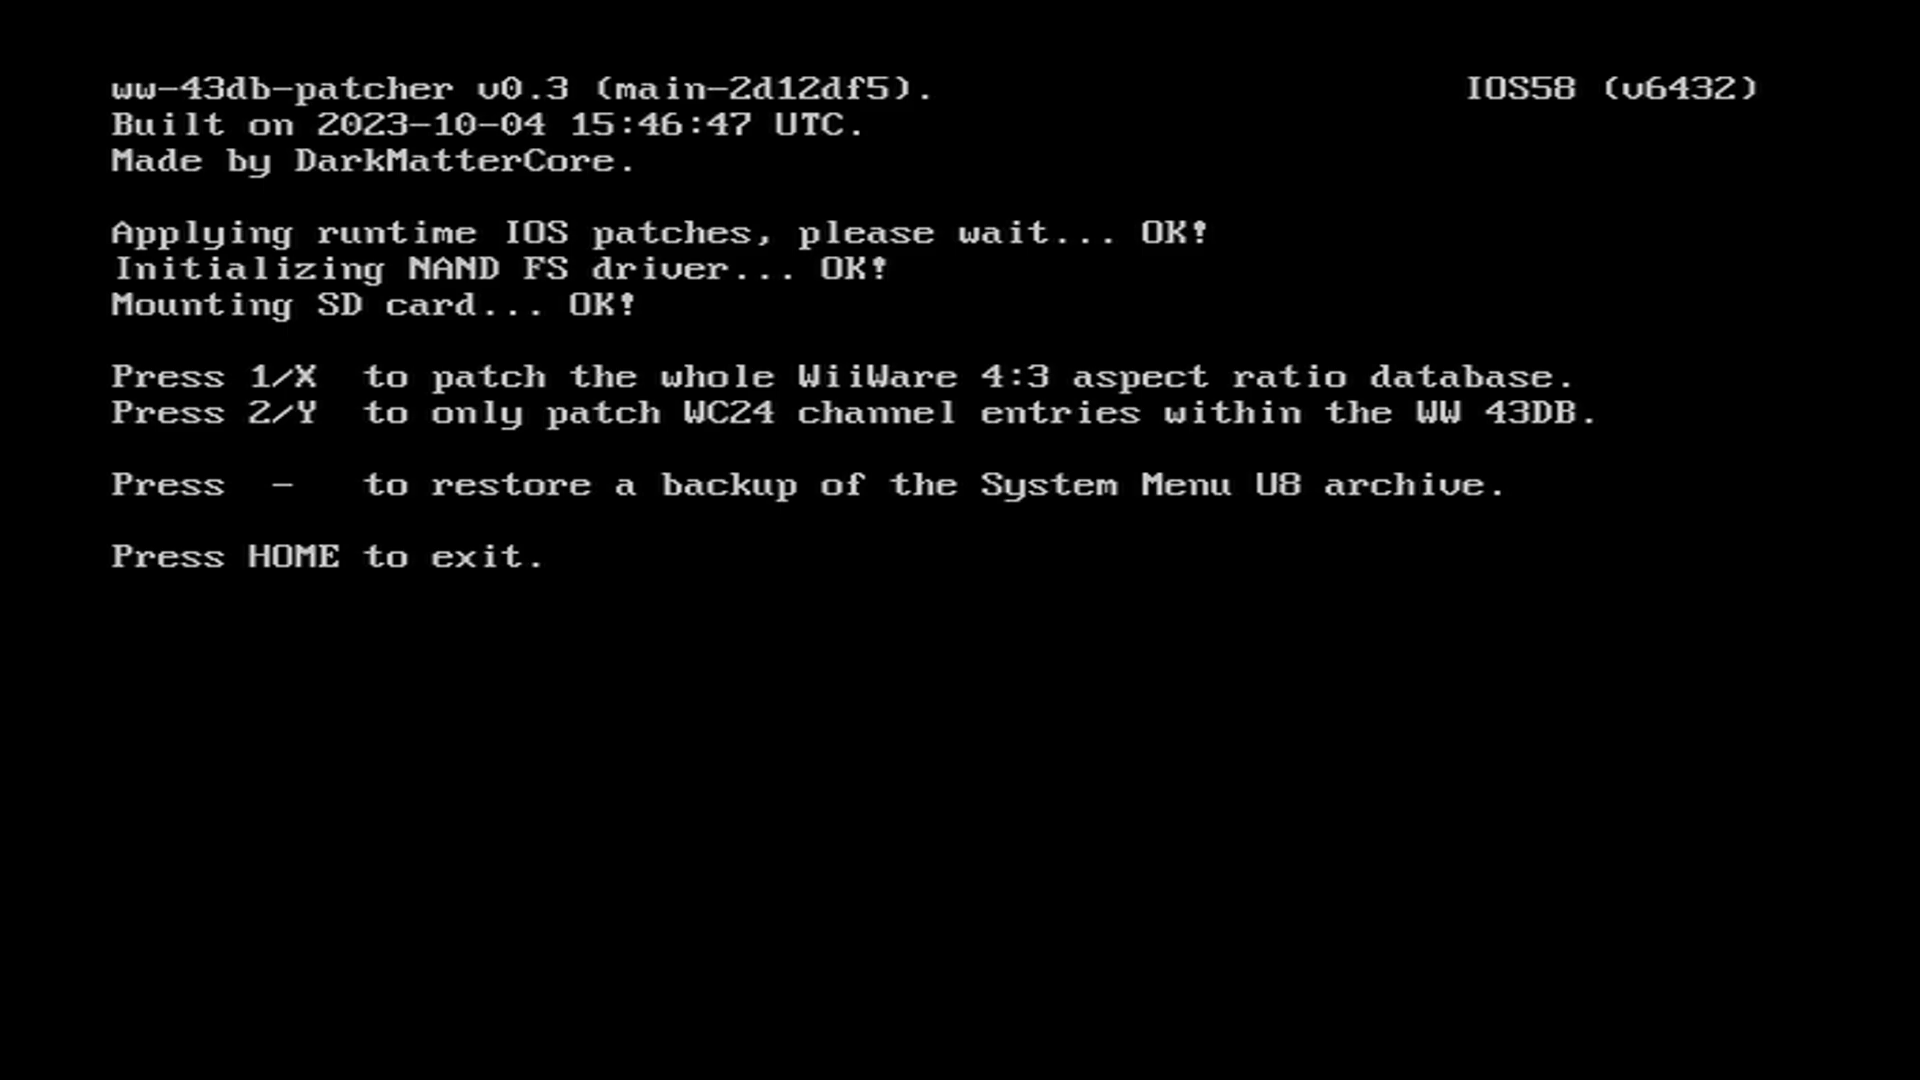 ww-43db-patcher v0.3 (main-2d12df5). IOS58 (v6432)
Built on 2023-10-04 15:46:47 UTC.
Made by DarkMatterCore.
Applying runtime IOS patches, please wait... OK!
Initializing NAND FS driver... OK!
Mounting SD card... OK!
Press 1/X to patch the whole WiiWare 4:3 aspect ratio database.
Press 2/Y to only patch WC24 channel entries within the WW 43DB.
Press - to restore a backup of the System Menu U8 archive.
Press HOME to exit.